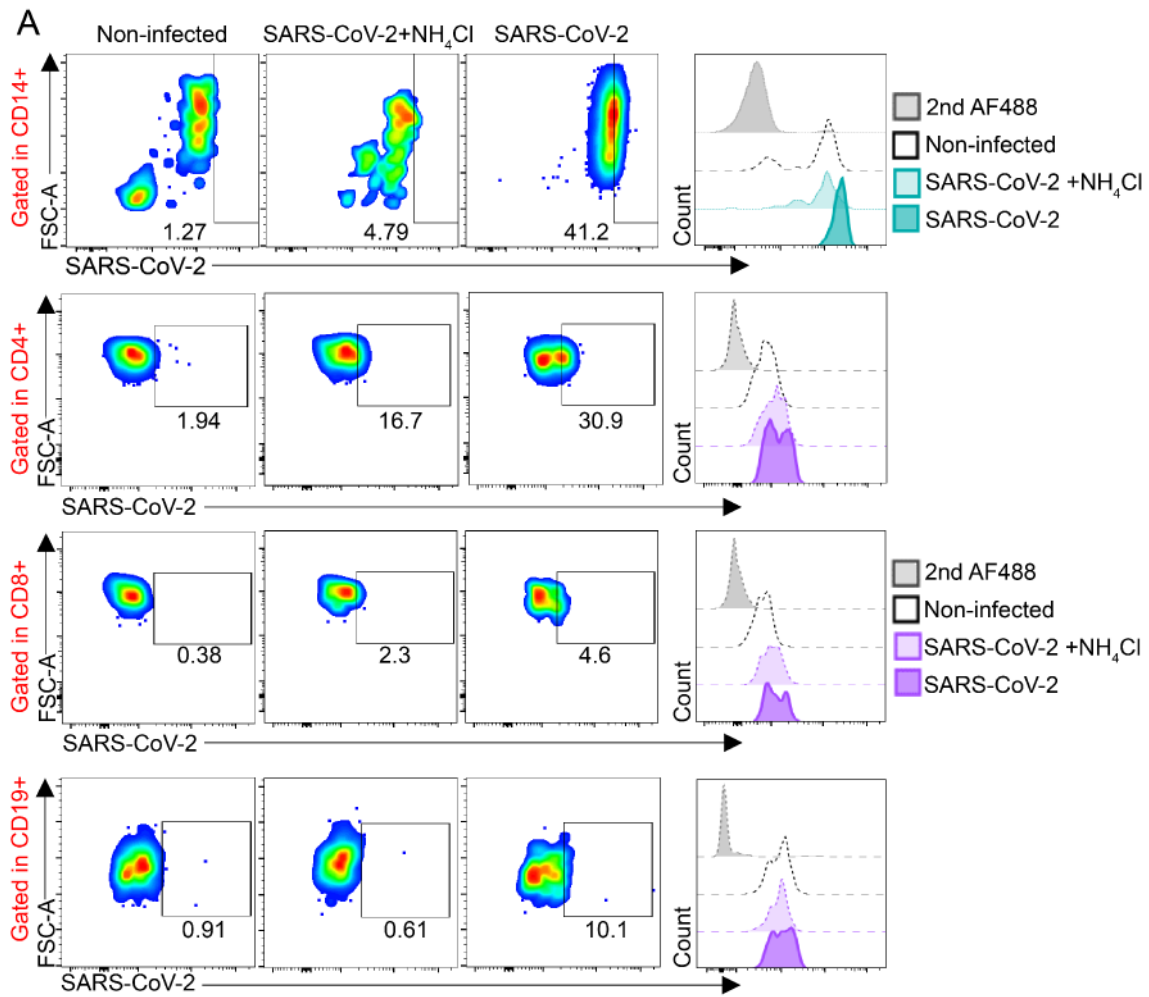 A
Non-infected
SARS-CoV-2+NH₄Cl
SARS-CoV-2
Gated in CD14+
FSC-A
1.27
4.79
41.2
SARS-CoV-2
Count
2nd AF488
Non-infected
SARS-CoV-2 +NH₄Cl
SARS-CoV-2
Gated in CD4+
FSC-A
1.94
16.7
30.9
SARS-CoV-2
Count
Gated in CD8+
FSC-A
0.38
2.3
4.6
SARS-CoV-2
Count
2nd AF488
Non-infected
SARS-CoV-2 +NH₄Cl
SARS-CoV-2
Gated in CD19+
FSC-A
0.91
0.61
10.1
SARS-CoV-2
Count